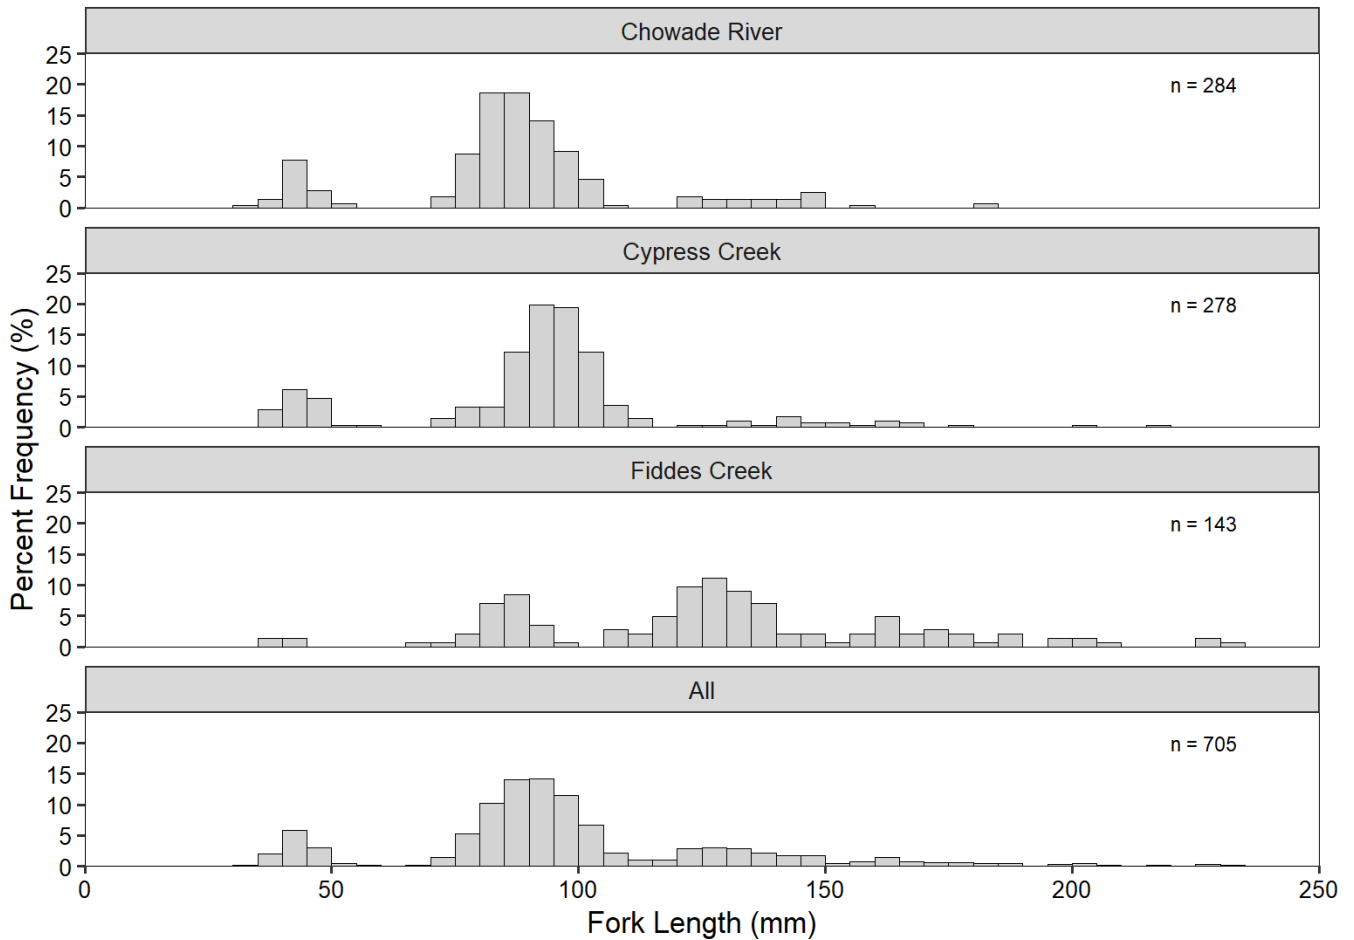 Chowade River
25
20
15
10
5
0
n = 284
Cypress Creek
25
20
15
10
5
0
n = 278
Fiddes Creek
25
20
15
10
5
0
n = 143
All
25
20
15
10
5
0
n = 705
0 50 100 150 200 250
Fork Length (mm)
Percent Frequency (%)